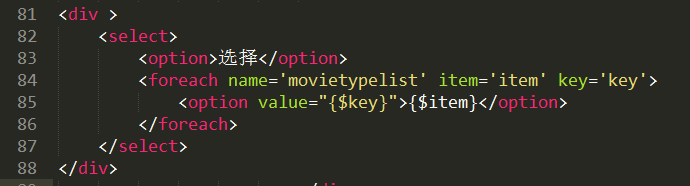 81 <div >
82     <select>
83         <option>选择</option>
84         <foreach name='movietypelist' item='item' key='key'>
85             <option value="{$key}">{$item}</option>
86         </foreach>
87     </select>
88 </div>